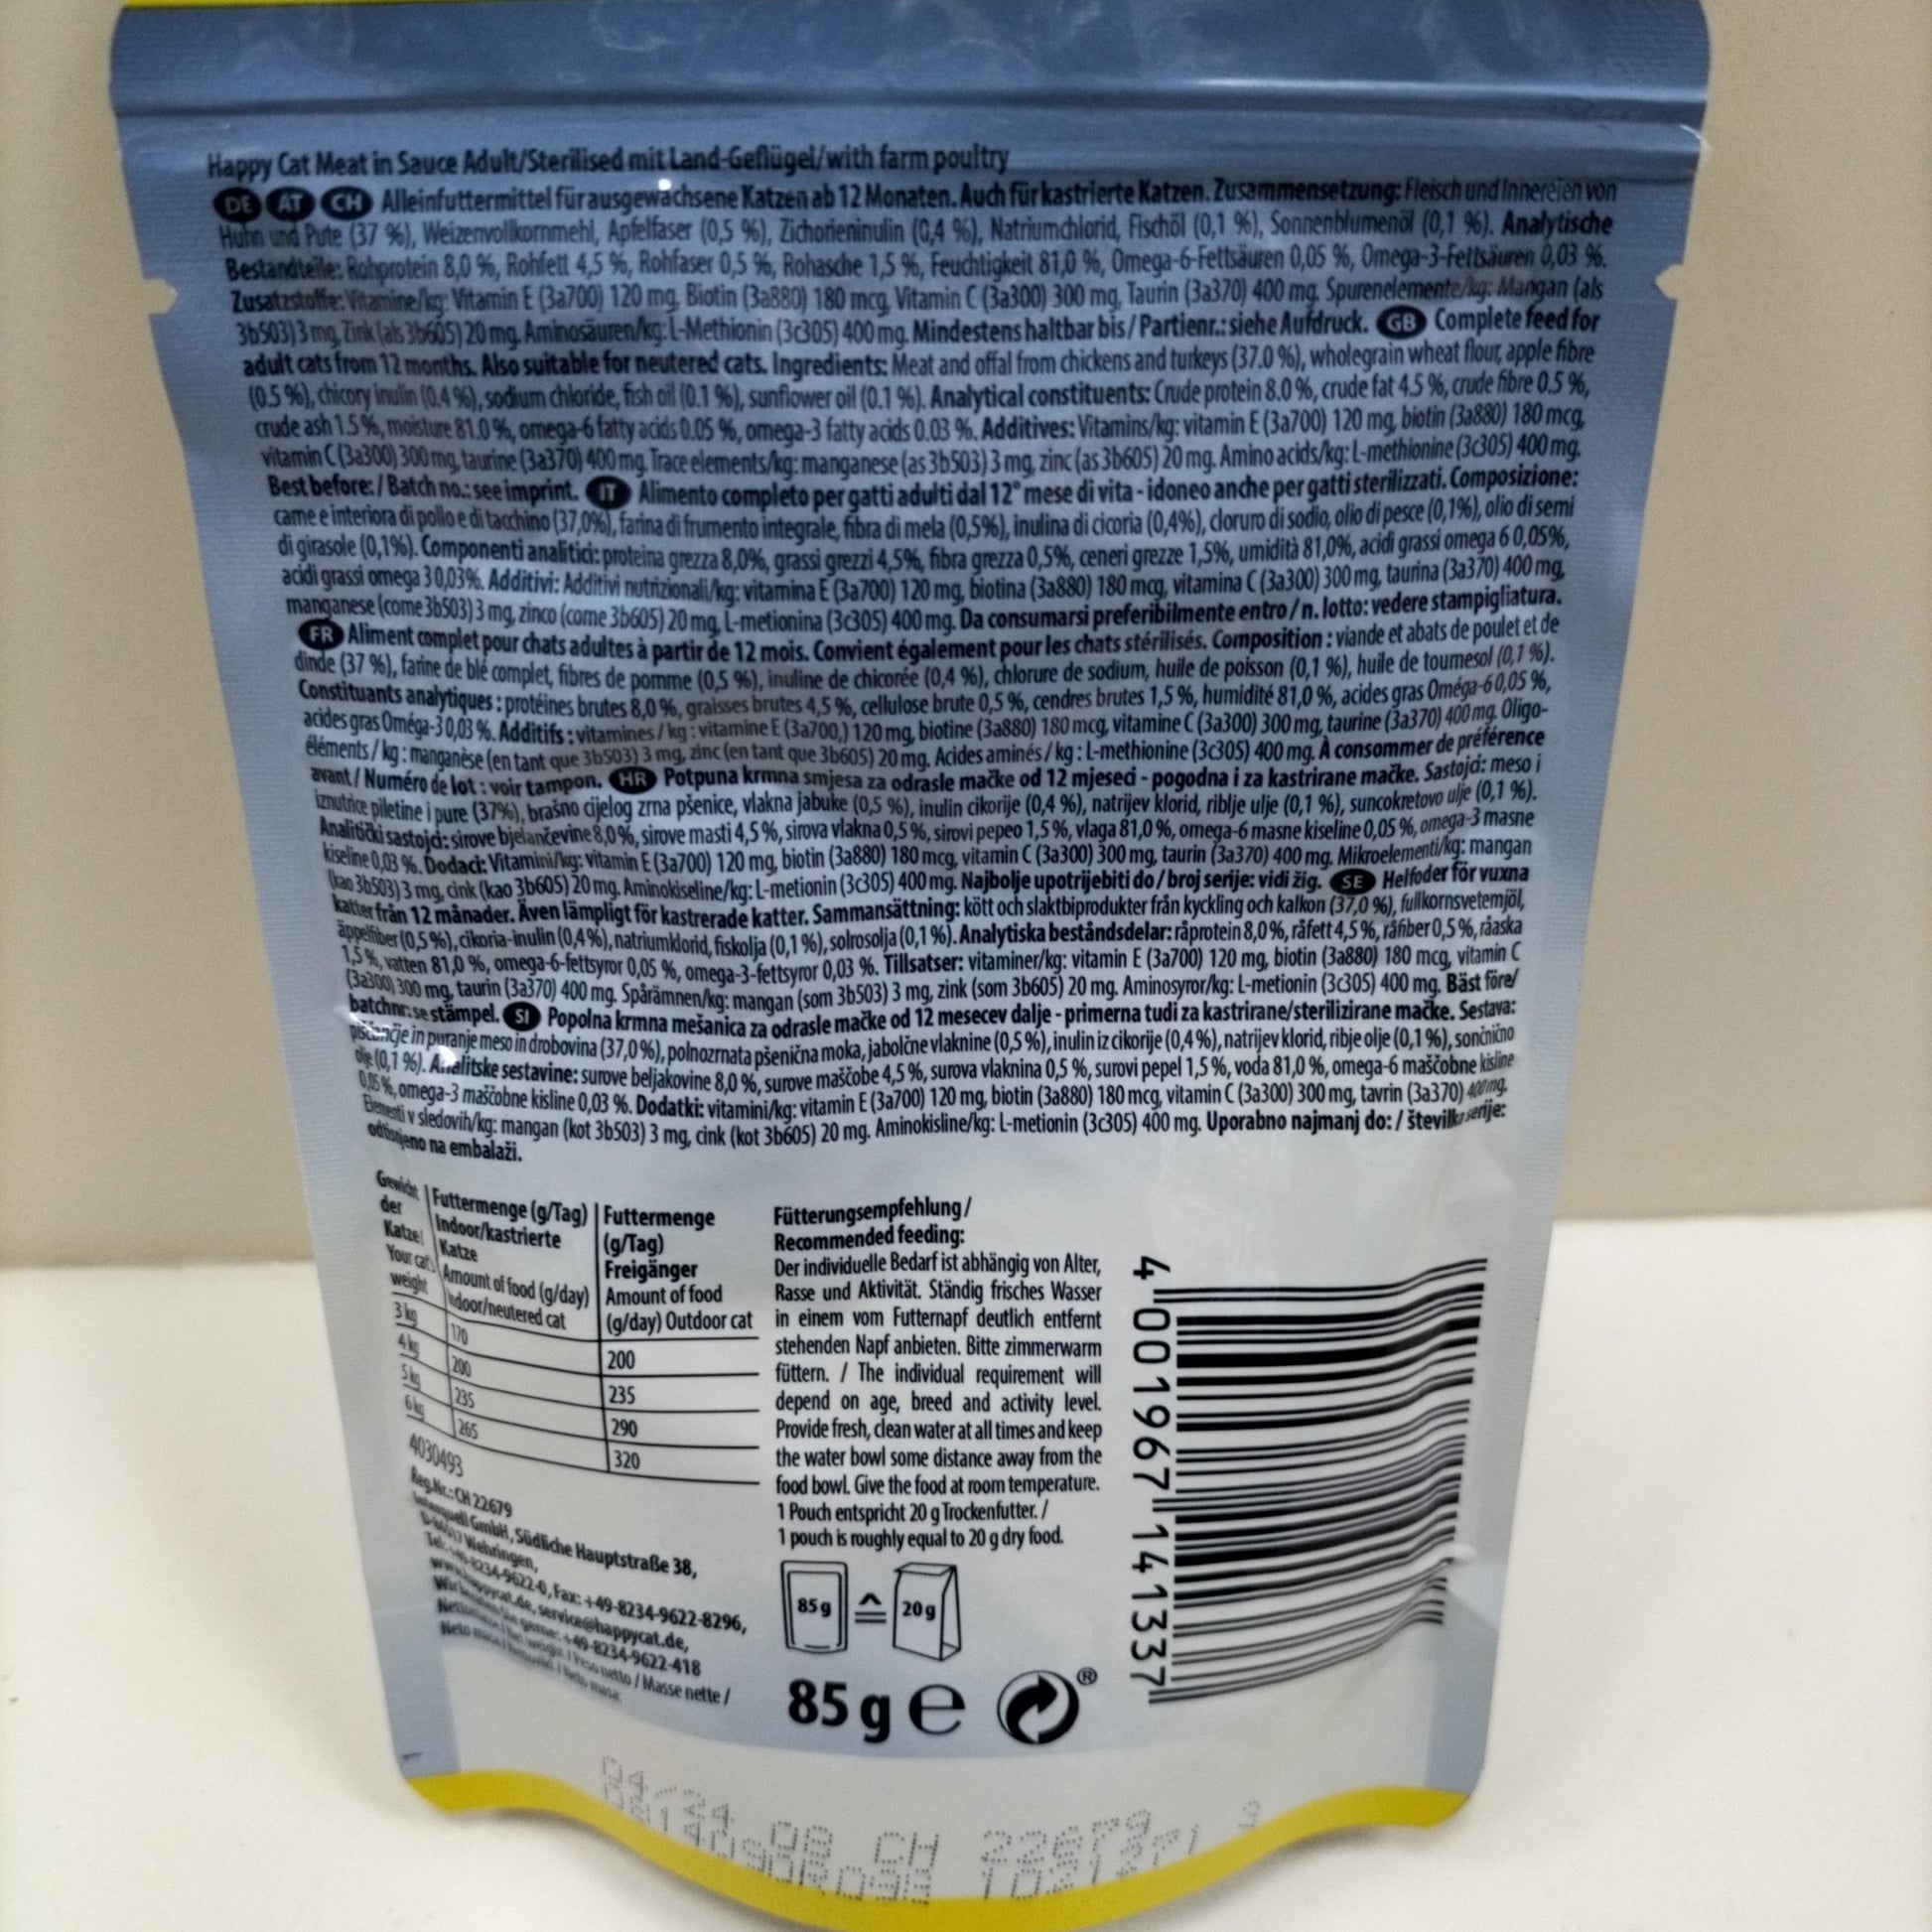 Happy Cat Meat in Sauce Adult/Sterilised mit Land-Geflügel/with farm poultry
DE AT CH Alleinfuttermittel für ausgewachsene Katzen ab 12 Monaten. Auch für kastrierte Katzen. Zusammensetzung: Fleisch und Innereien von
Huhn und Pute (37 %), Weizenvollkornmehl, Apfelfaser (0,5 %), Zichorieninulin (0,4 %), Natriumchlorid, Fischöl (0,1 %), Sonnenblumenöl (0,1 %). Analytische
Bestandteile: Rohprotein 8,0 %, Rohfett 4,5 %, Rohfaser 0,5 %, Rohasche 1,5 %, Feuchtigkeit 81,0 %, Omega-6-Fettsäuren 0,05 %, Omega-3-Fettsäuren 0,03 %.
Zusatzstoffe: Vitamine/kg: Vitamin E (3a700) 120 mg, Biotin (3a880) 180 mcg, Vitamin C (3a300) 300 mg, Taurin (3a370) 400 mg. Spurenelemente/kg: Mangan (als
3b503) 3 mg, Zink (als 3b605) 20 mg. Aminosäuren/kg: L-Methionin (3c305) 400 mg. Mindestens haltbar bis / Partienr.: siehe Aufdruck. GB Complete feed for
adult cats from 12 months. Also suitable for neutered cats. Ingredients: Meat and offal from chickens and turkeys (37.0 %), wholegrain wheat flour, apple fibre
(0.5 %), chicory inulin (0.4 %), sodium chloride, fish oil (0.1 %), sunflower oil (0.1 %). Analytical constituents: Crude protein 8.0 %, crude fat 4.5 %, crude fibre 0.5 %,
crude ash 1.5 %, moisture 81.0 %, omega-6 fatty acids 0.05 %, omega-3 fatty acids 0.03 %. Additives: Vitamins/kg: vitamin E (3a700) 120 mg, biotin (3a880) 180 mcg,
vitamin C (3a300) 300 mg, taurine (3a370) 400 mg. Trace elements/kg: manganese (as 3b503) 3 mg, zinc (as 3b605) 20 mg. Amino acids/kg: L-methionine (3c305) 400 mg.
Best before: / Batch no.: see imprint. IT Alimento completo per gatti adulti dal 12° mese di vita - idoneo anche per gatti sterilizzati. Composizione:
carne e interiora di pollo e di tacchino (37,0%), farina di frumento integrale, fibra di mela (0,5%), inulina di cicoria (0,4%), cloruro di sodio, olio di pesce (0,1%), olio di semi
di girasole (0,1%). Componenti analitici: proteina grezza 8,0%, grassi grezzi 4,5%, fibra grezza 0,5%, ceneri grezze 1,5%, umidità 81,0%, acidi grassi omega 6 0,05%,
acidi grassi omega 3 0,03%. Additivi: Additivi nutrizionali/kg: vitamina E (3a700) 120 mg, biotina (3a880) 180 mcg, vitamina C (3a300) 300 mg, taurina (3a370) 400 mg,
manganese (come 3b503) 3 mg, zinco (come 3b605) 20 mg, L-metionina (3c305) 400 mg. Da consumarsi preferibilmente entro / n. lotto: vedere stampigliatura.
FR Aliment complet pour chats adultes à partir de 12 mois. Convient également pour les chats stérilisés. Composition : viande et abats de poulet et de
dinde (37 %), farine de blé complet, fibres de pomme (0,5 %), inuline de chicorée (0,4 %), chlorure de sodium, huile de poisson (0,1 %), huile de tournesol (0,1 %).
Constituants analytiques : protéines brutes 8,0 %, graisses brutes 4,5 %, cellulose brute 0,5 %, cendres brutes 1,5 %, humidité 81,0 %, acides gras Oméga-6 0,05 %,
acides gras Oméga-3 0,03 %. Additifs : vitamines / kg : vitamine E (3a700,) 120 mg, biotine (3a880) 180 mcg, vitamine C (3a300) 300 mg, taurine (3a370) 400 mg. Oligo-
éléments / kg : manganèse (en tant que 3b503) 3 mg, zinc (en tant que 3b605) 20 mg. Acides aminés / kg : L-methionine (3c305) 400 mg. À consommer de préférence
avant / Numéro de lot : voir tampon. HR Potpuna krmna smjesa za odrasle mačke od 12 mjeseci - pogodna i za kastrirane mačke. Sastojci: meso i
iznutrice piletine i pure (37%), brašno cijelog zrna pšenice, vlakna jabuke (0,5 %), inulin cikorije (0,4 %), natrijev klorid, riblje ulje (0,1 %), suncokretovo ulje (0,1 %).
Analitički sastojci: sirove bjelančevine 8,0 %, sirove masti 4,5 %, sirova vlakna 0,5 %, sirovi pepeo 1,5 %, vlaga 81,0 %, omega-6 masne kiseline 0,05 %, omega-3 masne
kiseline 0,03 %. Dodaci: Vitamini/kg: vitamin E (3a700) 120 mg, biotin (3a880) 180 mcg, vitamin C (3a300) 300 mg, taurin (3a370) 400 mg. Mikroelementi/kg: mangan
(kao 3b503) 3 mg, cink (kao 3b605) 20 mg. Aminokiseline/kg: L-metionin (3c305) 400 mg. Najbolje upotrijebiti do / broj serije: vidi žig. SE Helfoder för vuxna
katter från 12 månader. Även lämpligt för kastrerade katter. Sammansättning: kött och slaktbiprodukter från kyckling och kalkon (37,0 %), fullkornsvetemjöl,
äppelfiber (0,5 %), cikoria-inulin (0,4 %), natriumklorid, fiskolja (0,1 %), solrosolja (0,1 %). Analytiska beståndsdelar: råprotein 8,0 %, råfett 4,5 %, råfiber 0,5 %, råaska
1,5 %, vatten 81,0 %, omega-6-fettsyror 0,05 %, omega-3-fettsyror 0,03 %. Tillsatser: vitaminer/kg: vitamin E (3a700) 120 mg, biotin (3a880) 180 mcg, vitamin C
(3a300) 300 mg, taurin (3a370) 400 mg. Spårämnen/kg: mangan (som 3b503) 3 mg, zink (som 3b605) 20 mg. Aminosyror/kg: L-metionin (3c305) 400 mg. Bäst före/
batchnr: se stämpel. SI Popolna krmna mešanica za odrasle mačke od 12 mesecev dalje - primerna tudi za kastrirane/sterilizirane mačke. Sestava:
piščančje in puranje meso in drobovina (37,0 %), polnozrnata pšenična moka, jabolčne vlaknine (0,5 %), inulin iz cikorije (0,4 %), natrijev klorid, ribje olje (0,1 %), sončnično
olje (0,1 %). Analitske sestavine: surove beljakovine 8,0 %, surove maščobe 4,5 %, surova vlaknina 0,5 %, surovi pepel 1,5 %, voda 81,0 %, omega-6 maščobne kisline
0,05 %, omega-3 maščobne kisline 0,03 %. Dodatki: vitamini/kg: vitamin E (3a700) 120 mg, biotin (3a880) 180 mcg, vitamin C (3a300) 300 mg, tavrin (3a370) 400 mg.
Elementi v sledovih/kg: mangan (kot 3b503) 3 mg, cink (kot 3b605) 20 mg. Aminokisline/kg: L-metionin (3c305) 400 mg. Uporabno najmanj do: / številka serije:
odtisnjeno na embalaži.
Gewicht
der
Katze/
Your cat's
weight
Futtermenge (g/Tag)
Indoor/kastrierte
Katze
Amount of food (g/day)
Indoor/neutered cat
Futtermenge
(g/Tag)
Freigänger
Amount of food
(g/day) Outdoor cat
3 kg 170 200
4 kg 200 235
5 kg 235 290
6 kg 265 320
4030493
Reg.Nr.: CH 22679
GmbH, Südliche Hauptstraße 38,
Wehringen,
Tel: +49-8234-9622-0, Fax: +49-8234-9622-8296,
www.happycat.de, service@happycat.de,
+49-8234-9622-418
/ Peso netto / Masse nette /
Neto masa
Fütterungsempfehlung /
Recommended feeding:
Der individuelle Bedarf ist abhängig von Alter,
Rasse und Aktivität. Ständig frisches Wasser
in einem vom Futternapf deutlich entfernt
stehenden Napf anbieten. Bitte zimmerwarm
füttern. / The individual requirement will
depend on age, breed and activity level.
Provide fresh, clean water at all times and keep
the water bowl some distance away from the
food bowl. Give the food at room temperature.
1 Pouch entspricht 20 g Trockenfutter. /
1 pouch is roughly equal to 20 g dry food.
85 g ≙ 20 g
85 g e ®
4 001967 141337
04/24 08 CH 22679